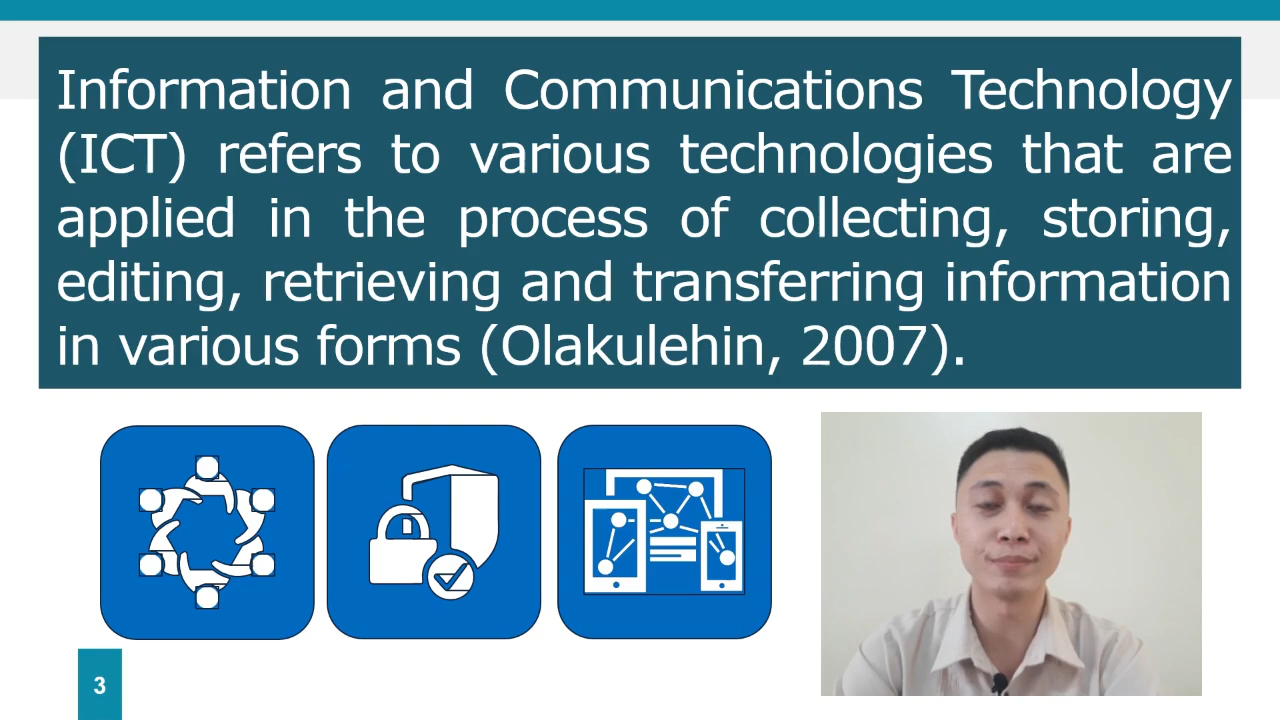 Information and Communications Technology
(ICT) refers to various technologies that are
applied in the process of collecting, storing,
editing, retrieving and transferring information
in various forms (Olakulehin, 2007).
3